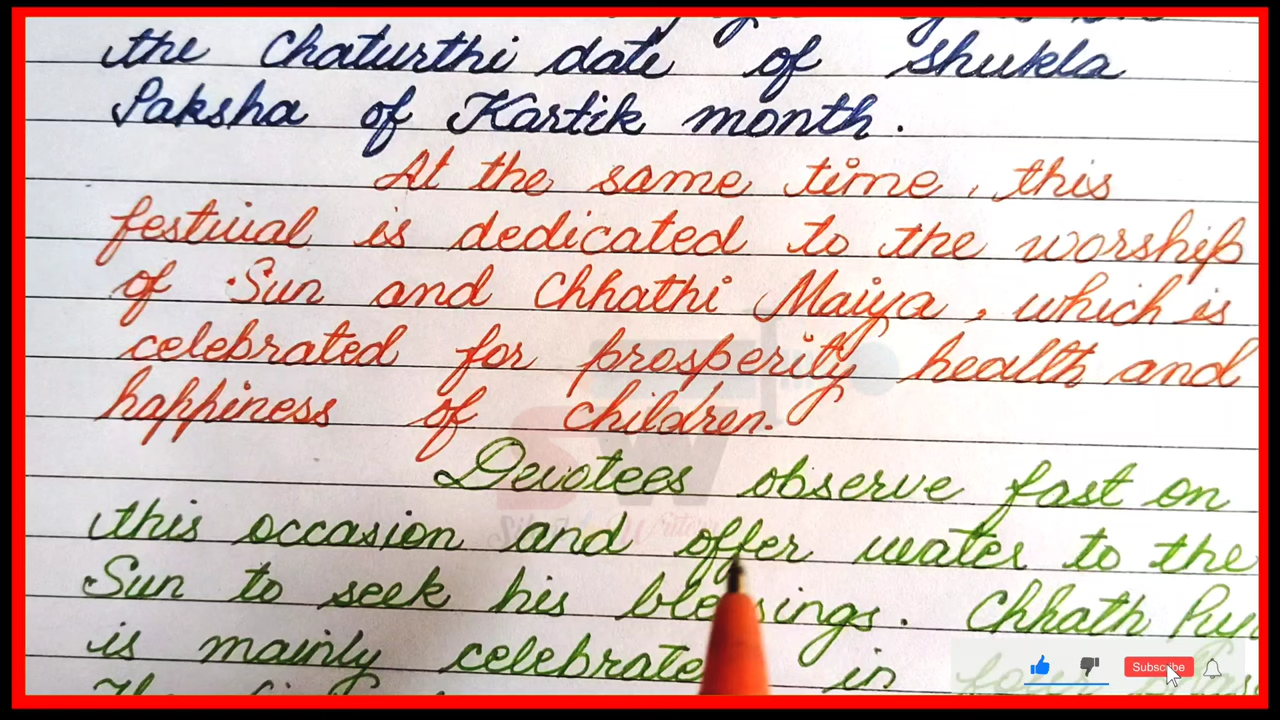 the Chaturthi date of Shukla
Paksha of Kartik month.
At the same time, this
festival is dedicated to the worship
of Sun and Chhathi Maiya, which is
celebrated for prosperity health and
happiness of children.
Devotees observe fast on
this occasion and offer water to the
Sun to seek his blessings. Chhath
is mainly celebrated in four
Subscribe